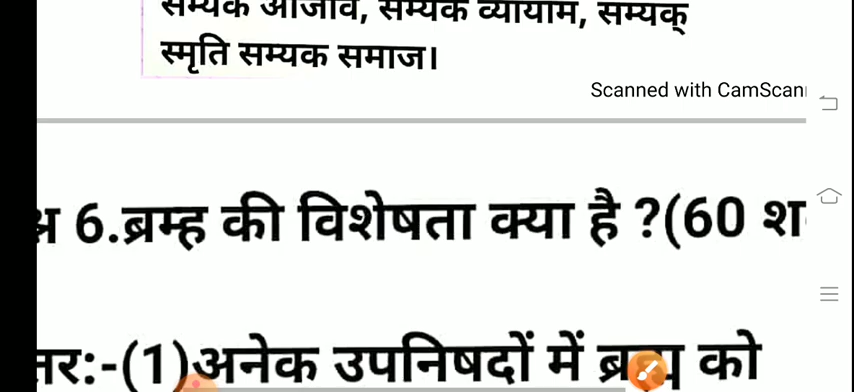 सम्यक आजीव, सम्यक व्यायाम, सम्यक्
स्मृति सम्यक समाज।
Scanned with CamScan
6.ब्रम्ह की विशेषता क्या है ?(60
:-(1)अनेक उपनिषदों में को